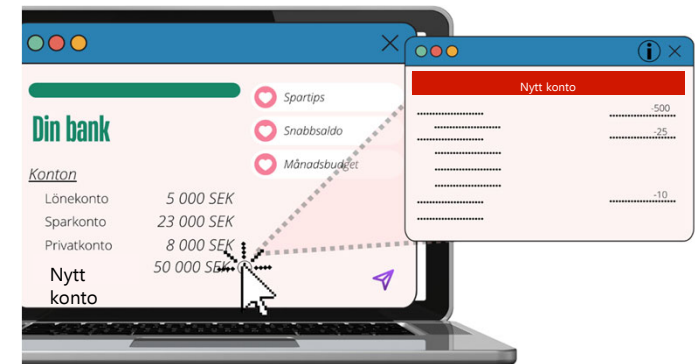 Din bank
Spartips
Snabbsaldo
Månadsbudget
Konton
Lönekonto 5 000 SEK
Sparkonto 23 000 SEK
Privatkonto 8 000 SEK
Nytt konto 50 000 SEK
Nytt konto
-500
-25
-10